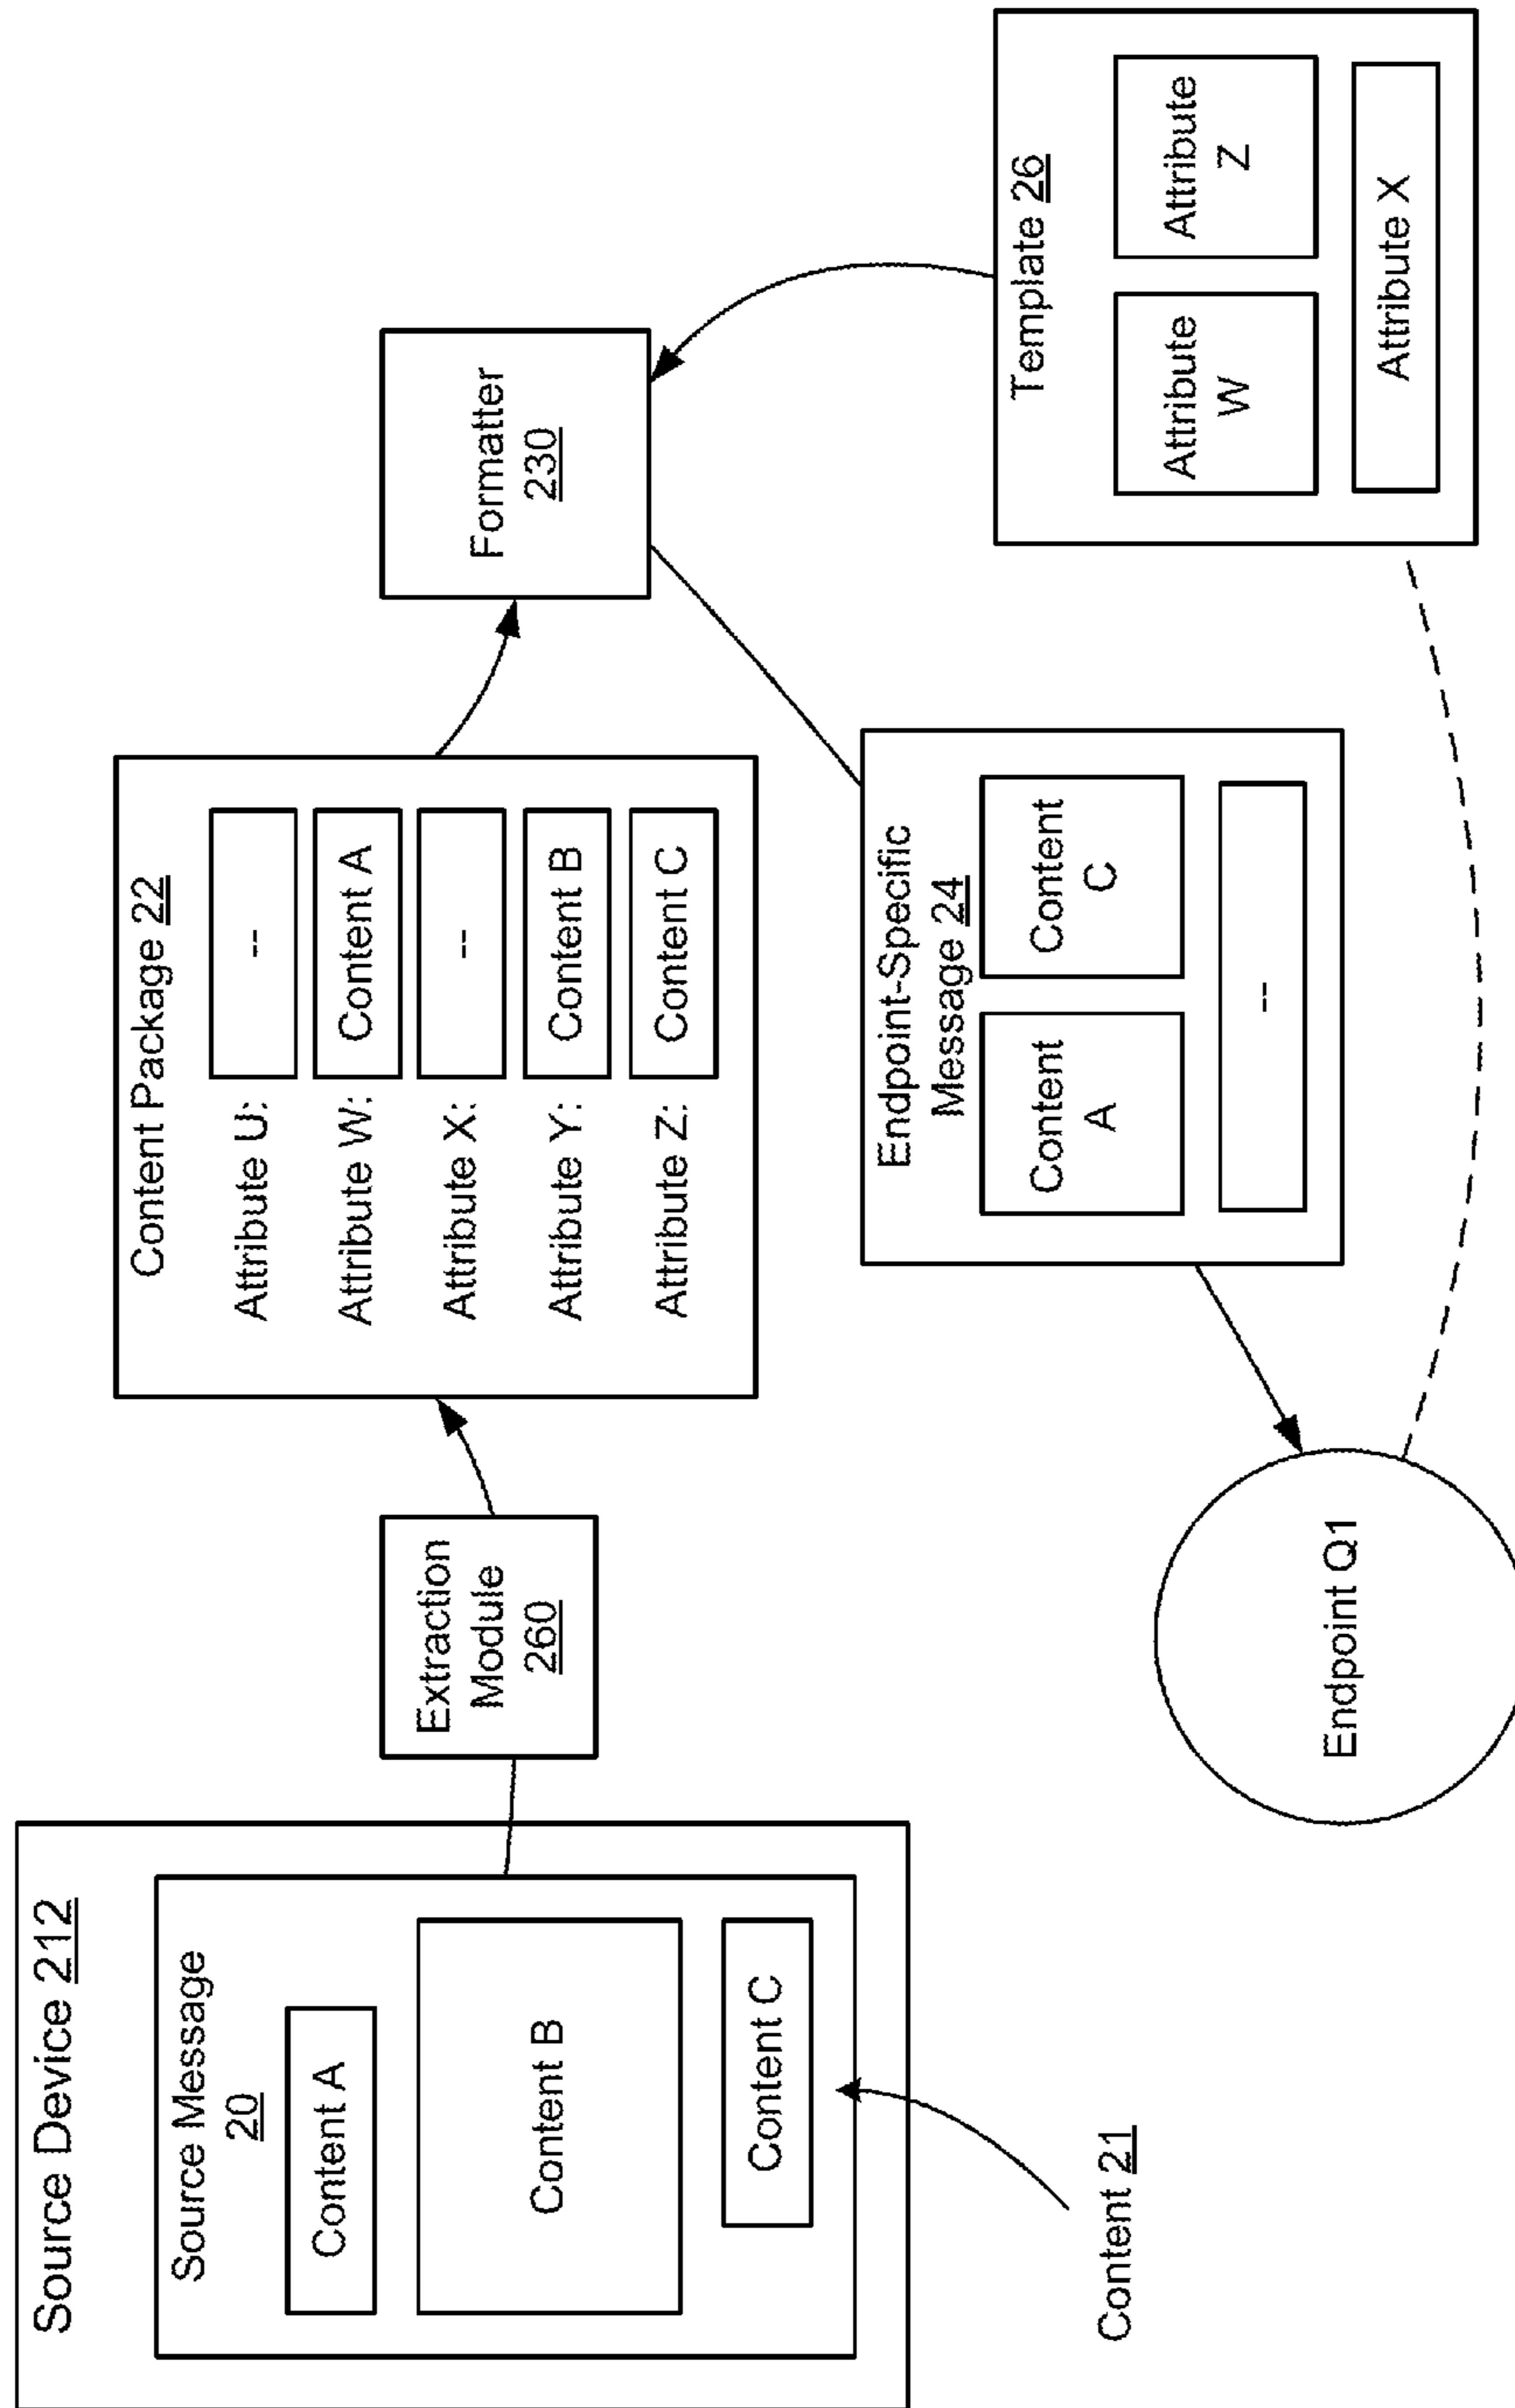 Source Device 212
Source Message
20
Content A
Content B
Content C
Content 21
Extraction
Module
260
Content Package 22
Attribute U:
--
Attribute W:
Content A
Attribute X:
--
Attribute Y:
Content B
Attribute Z:
Content C
Formatter
230
Endpoint-Specific
Message 24
Content
A
Content
C
--
Endpoint Q1
Template 26
Attribute
W
Attribute
Z
Attribute X